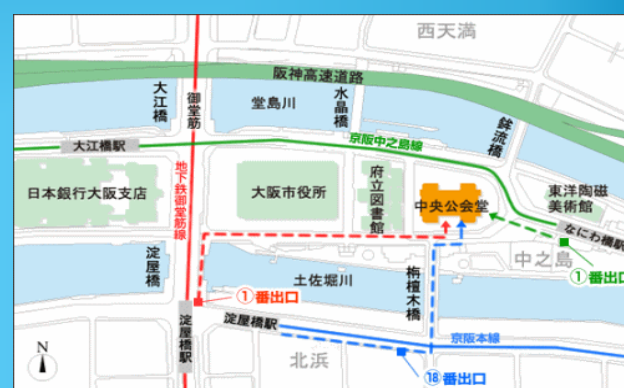 西天満
阪神高速道路
大江橋
御堂筋
堂島川
水晶橋
鉾流橋
大江橋駅
京阪中之島線
地下鉄御堂筋線
日本銀行大阪支店
大阪市役所
府立図書館
中央公会堂
東洋陶磁
美術館
なにわ橋駅
中之島
①番出口
淀屋橋
土佐堀川
栴檀木橋
①番出口
淀屋橋駅
淀屋橋駅
京阪本線
北浜
⑱番出口
N